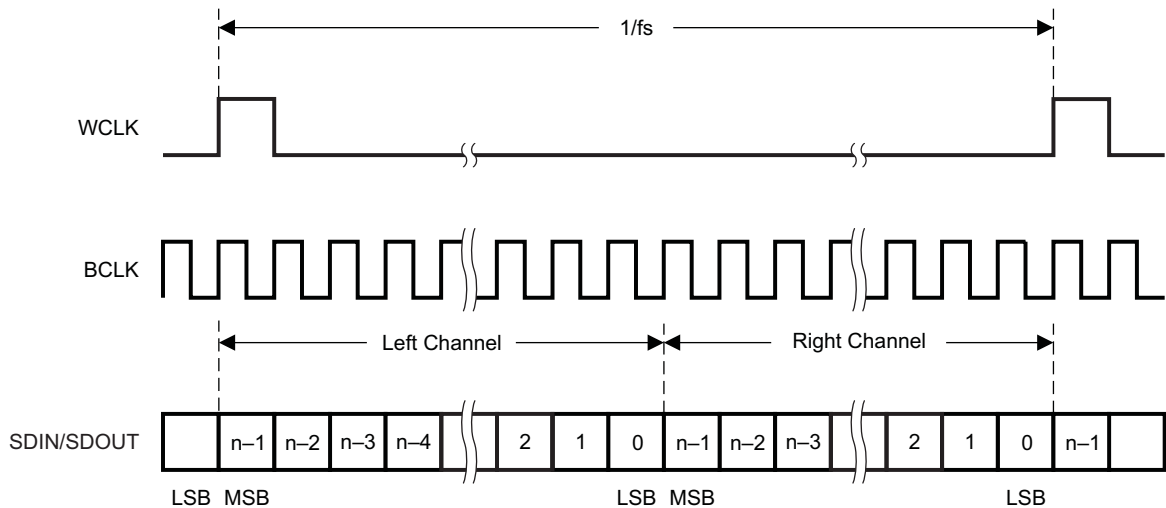 1/fs
WCLK
BCLK
Left Channel
Right Channel
SDIN/SDOUT
n–1 n–2 n–3 n–4 2 1 0 n–1 n–2 n–3 2 1 0 n–1
LSB MSB LSB MSB LSB